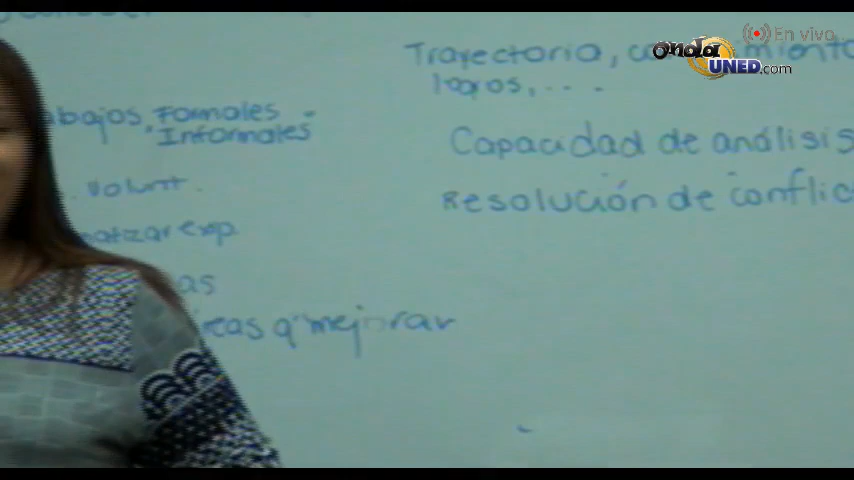 En vivo
onda UNED.com
Trayectoria,
logros, ...
Capacidad de análisis
Resolución de conflic
abajos, Formales
Informales
volunt.
exp.
as
eas q' mejorar